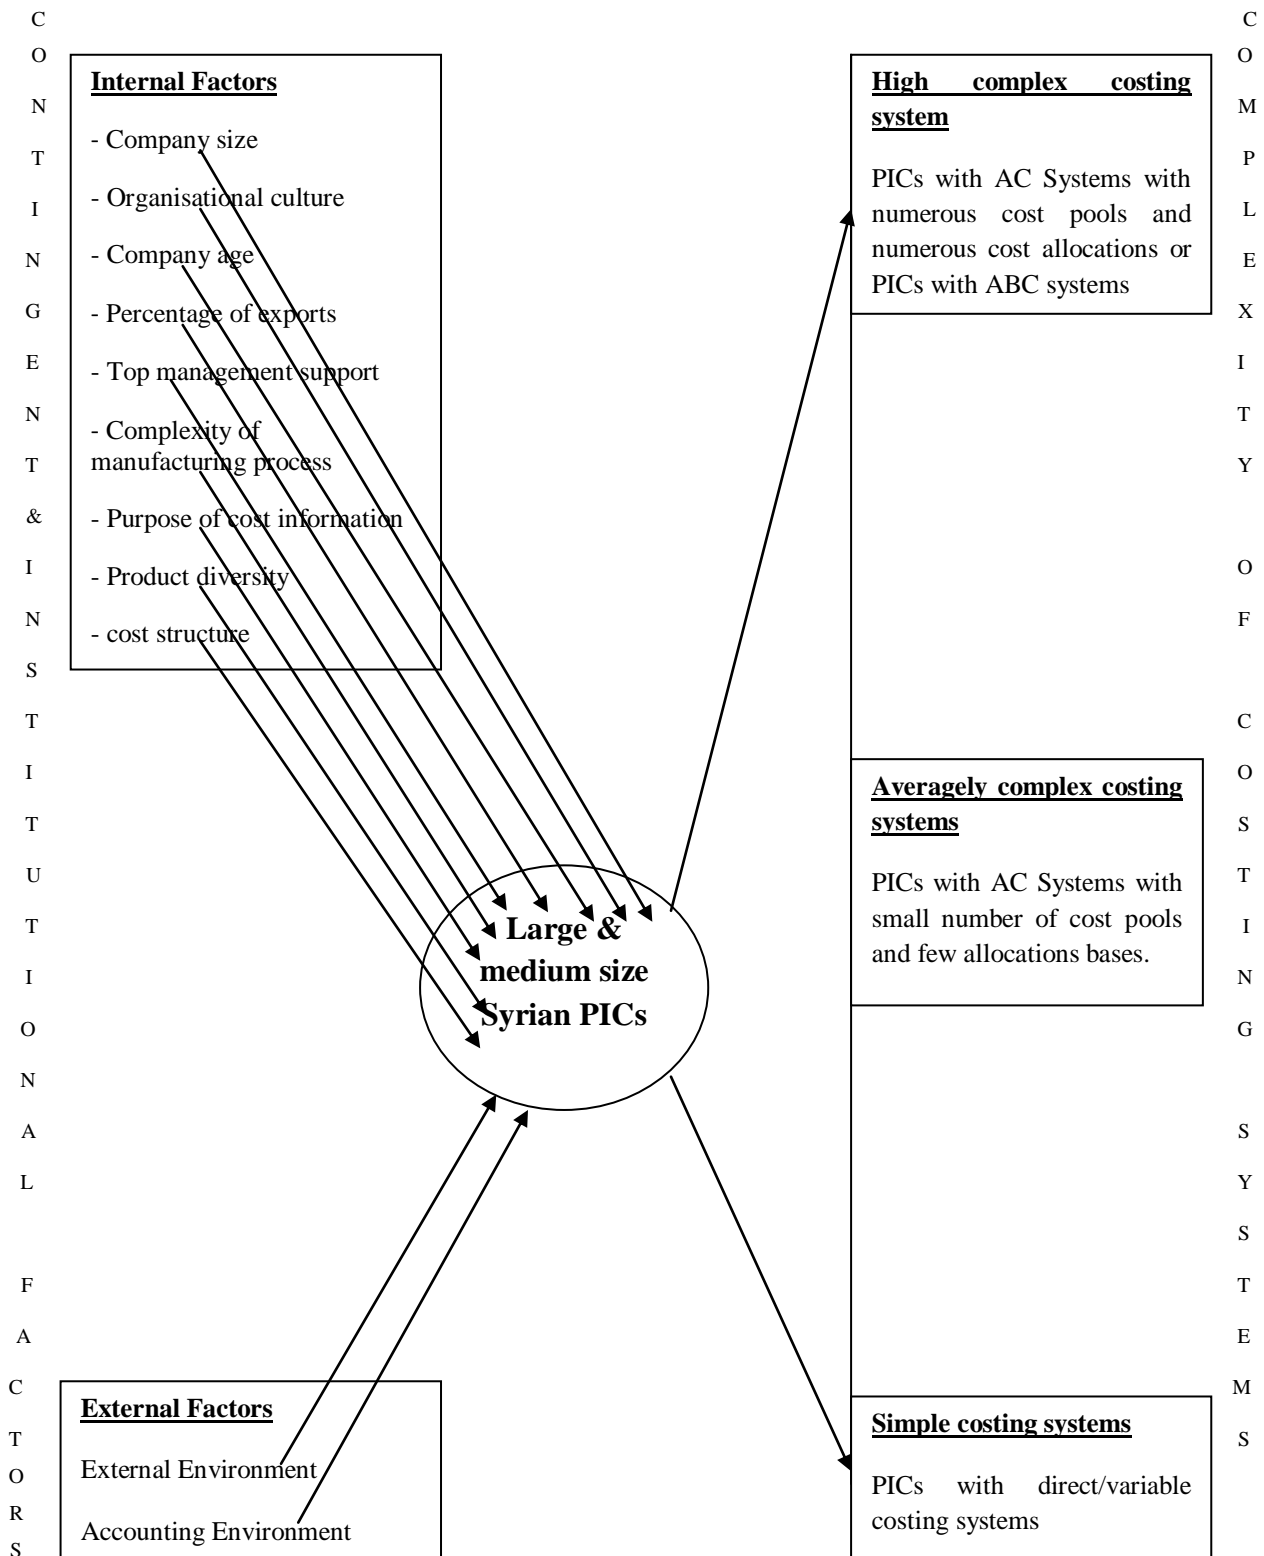 CONTINGENT & INSTITUTIONAL FACTORS
Internal Factors
- Company size
- Organisational culture
- Company age
- Percentage of exports
- Top management support
- Complexity of
manufacturing process
- Purpose of cost information
- Product diversity
- cost structure
Large &
medium size
Syrian PICs
External Factors
External Environment
Accounting Environment
High complex costing
system
PICs with AC Systems with
numerous cost pools and
numerous cost allocations or
PICs with ABC systems
Averagely complex costing
systems
PICs with AC Systems with
small number of cost pools
and few allocations bases.
Simple costing systems
PICs with direct/variable
costing systems
COMPLEXITY OF COSTING SYSTEMS